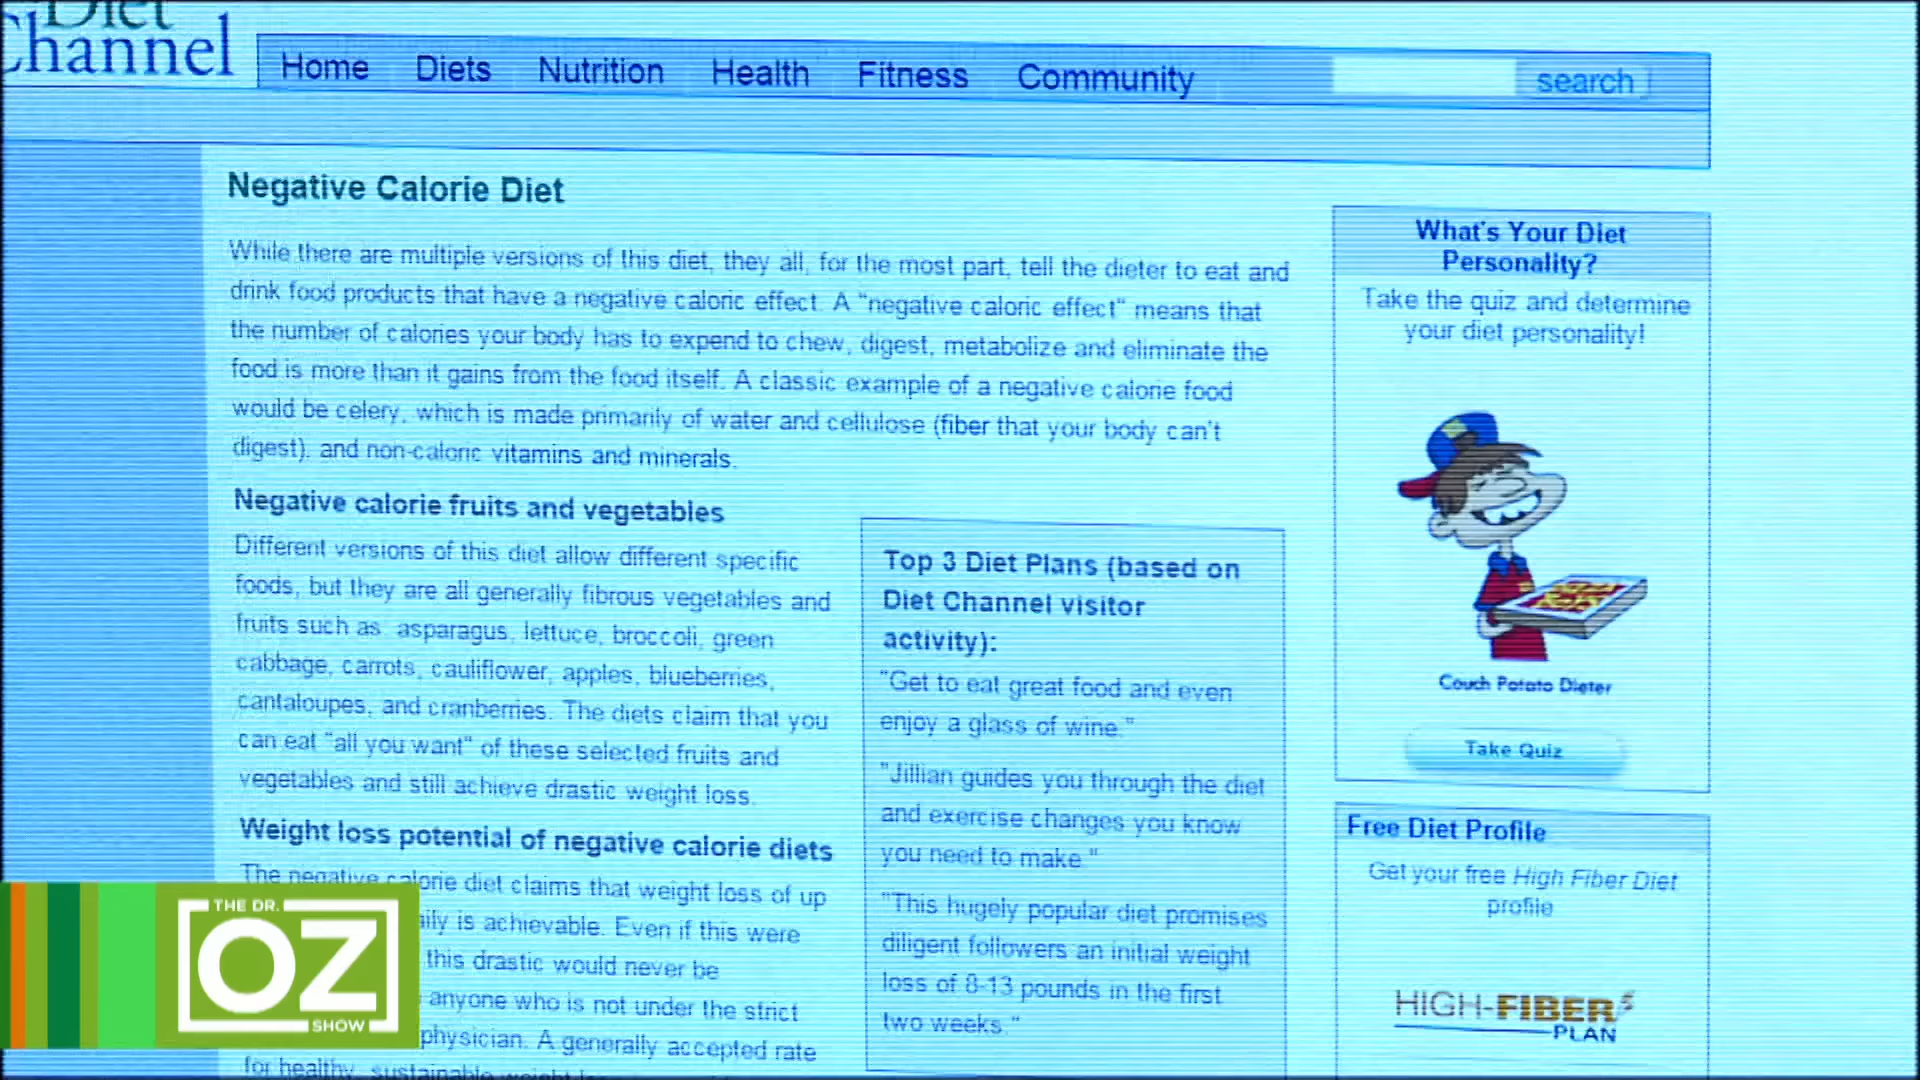 Diet
Channel
Home Diets Nutrition Health Fitness Community search
Negative Calorie Diet
While there are multiple versions of this diet, they all, for the most part, tell the dieter to eat and
drink food products that have a negative caloric effect. A "negative caloric effect" means that
the number of calories your body has to expend to chew, digest, metabolize and eliminate the
food is more than it gains from the food itself. A classic example of a negative calorie food
would be celery, which is made primarily of water and cellulose (fiber that your body can't
digest), and non-caloric vitamins and minerals.
Negative calorie fruits and vegetables
Different versions of this diet allow different specific
foods, but they are all generally fibrous vegetables and
fruits such as: asparagus, lettuce, broccoli, green
cabbage, carrots, cauliflower, apples, blueberries,
cantaloupes, and cranberries. The diets claim that you
can eat "all you want" of these selected fruits and
vegetables and still achieve drastic weight loss.
Weight loss potential of negative calorie diets
The negative calorie diet claims that weight loss of up
is achievable. Even if this were
this drastic would never be
anyone who is not under the strict
physician. A generally accepted rate
for healthy, sustainable weight
Top 3 Diet Plans (based on
Diet Channel visitor
activity):
"Get to eat great food and even
enjoy a glass of wine."
"Jillian guides you through the diet
and exercise changes you know
you need to make."
"This hugely popular diet promises
diligent followers an initial weight
loss of 8-13 pounds in the first
two weeks."
What's Your Diet
Personality?
Take the quiz and determine
your diet personality!
Couch Potato Dieter
Take Quiz
Free Diet Profile
Get your free High Fiber Diet
profile
HIGH-FIBER
PLAN
THE DR.
OZ
SHOW